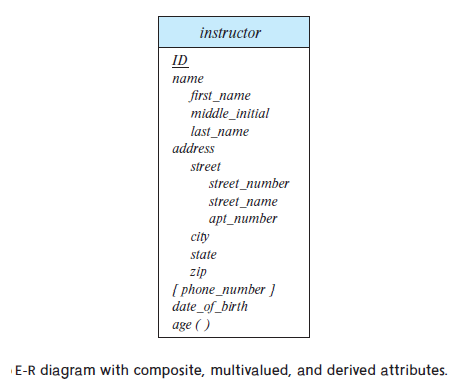 instructor
ID
name
first_name
middle_initial
last_name
address
street
street_number
street_name
apt_number
city
state
zip
[ phone_number ]
date_of_birth
age ( )
E-R diagram with composite, multivalued, and derived attributes.